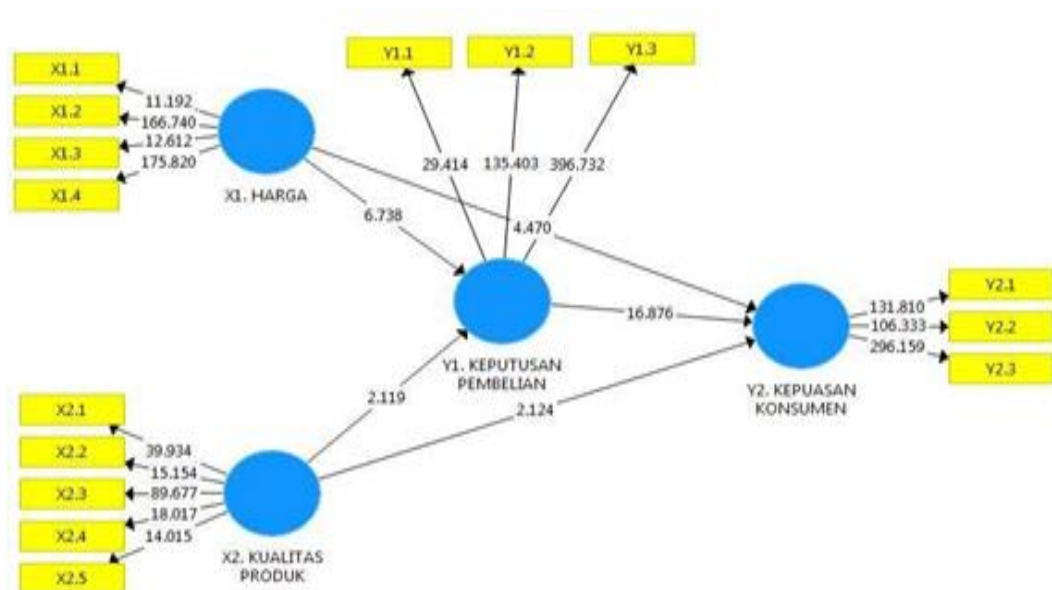 X1.1
X1.2
X1.3
X1.4
11.192
166.740
12.612
175.820
X1. HARGA
Y1.1
Y1.2
Y1.3
29.414
135.403
396.732
6.738
4.470
Y1. KEPUTUSAN
PEMBELIAN
16.876
2.119
2.124
Y2. KEPUASAN
KONSUMEN
131.810
106.333
296.159
Y2.1
Y2.2
Y2.3
X2.1
X2.2
X2.3
X2.4
X2.5
39.934
15.154
89.677
18.017
14.015
X2. KUALITAS
PRODUK